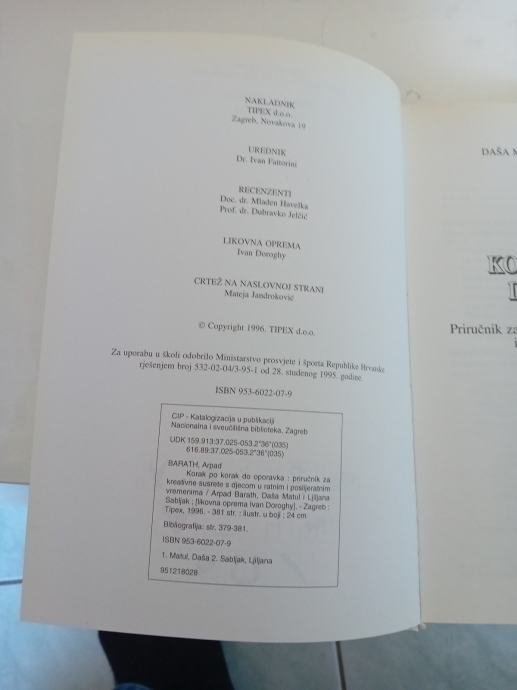 NAKLADNIK
TIPEX d.o.o.
Zagreb, Novakova 19
UREDNIK
Dr. Ivan Fattorini
RECENZENTI
Doc. dr. Mladen Havelka
Prof. dr. Dubravko Jelčić
LIKOVNA OPREMA
Ivan Doroghy
CRTEŽ NA NASLOVNOJ STRANI
Mateja Jandroković
© Copyright 1996. TIPEX d.o.o.
Za uporabu u školi odobrilo Ministarstvo prosvjete i športa Republike Hrvatske
rješenjem broj 532-02-04/3-95-1 od 28. studenog 1995. godine.
ISBN 953-6022-07-9
CIP - Katalogizacija u publikaciji
Nacionalna i sveučilišna biblioteka, Zagreb
UDK 159.913:37.025-053.2"36"(035)
616.89:37.025-053.2"36"(035)
BARATH, Arpad
Korak po korak do oporavka : priručnik za
kreativne susrete s djecom u ratnim i poslijeratnim
vremenima / Arpad Barath, Daša Matul i Ljiljana
Sabljak ; [likovna oprema Ivan Doroghy]. - Zagreb :
Tipex, 1996. - 381 str. : ilustr. u boji ; 24 cm
Bibliografija: str. 379-381.
ISBN 953-6022-07-9
1. Matul, Daša 2. Sabljak, Ljiljana
951218028
DAŠA M
KO
Priručnik za